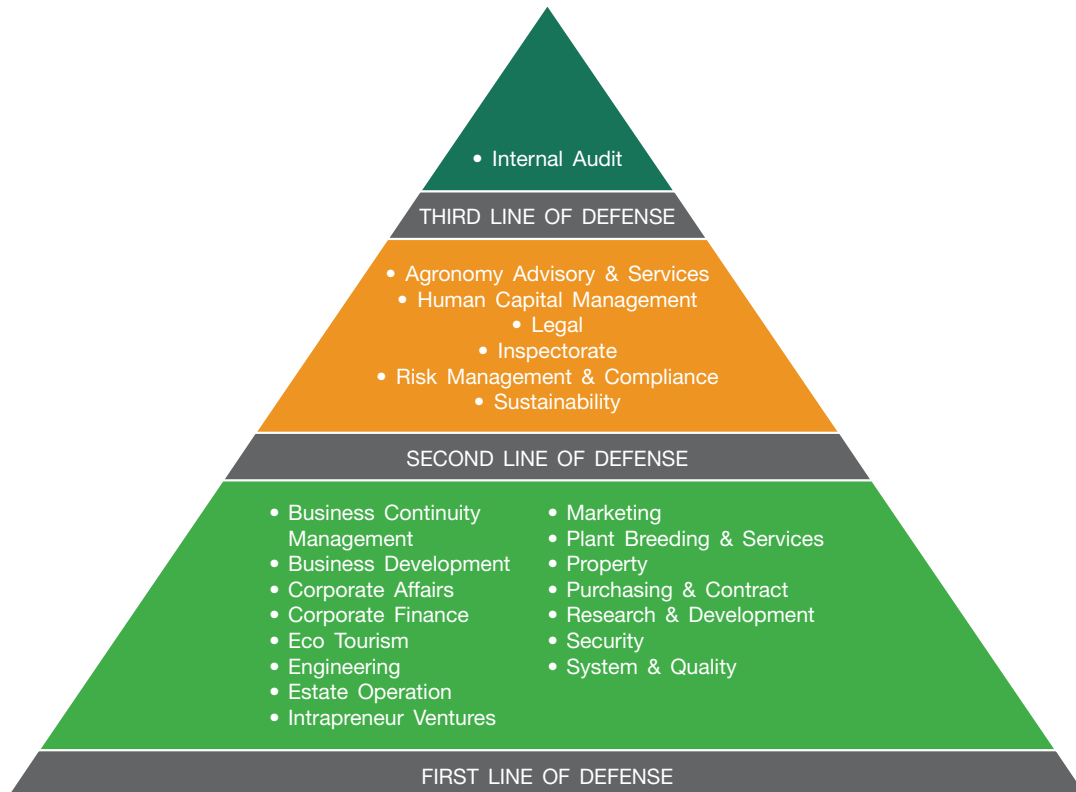 • Internal Audit
THIRD LINE OF DEFENSE
• Agronomy Advisory & Services
• Human Capital Management
• Legal
• Inspectorate
• Risk Management & Compliance
• Sustainability
SECOND LINE OF DEFENSE
• Business Continuity
Management
• Business Development
• Corporate Affairs
• Corporate Finance
• Eco Tourism
• Engineering
• Estate Operation
• Intrapreneur Ventures
• Marketing
• Plant Breeding & Services
• Property
• Purchasing & Contract
• Research & Development
• Security
• System & Quality
FIRST LINE OF DEFENSE